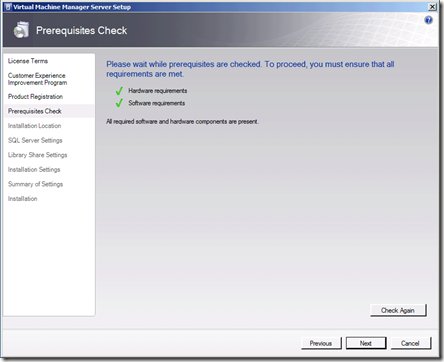 Virtual Machine Manager Server Setup
Prerequisites Check
License Terms
Customer Experience
Improvement Program
Product Registration
Prerequisites Check
Installation Location
SQL Server Settings
Library Share Settings
Installation Settings
Summary of Settings
Installation
Please wait while prerequisites are checked. To proceed, you must ensure that all
requirements are met.
Hardware requirements
Software requirements
All required software and hardware components are present.
Check Again
Previous
Next
Cancel